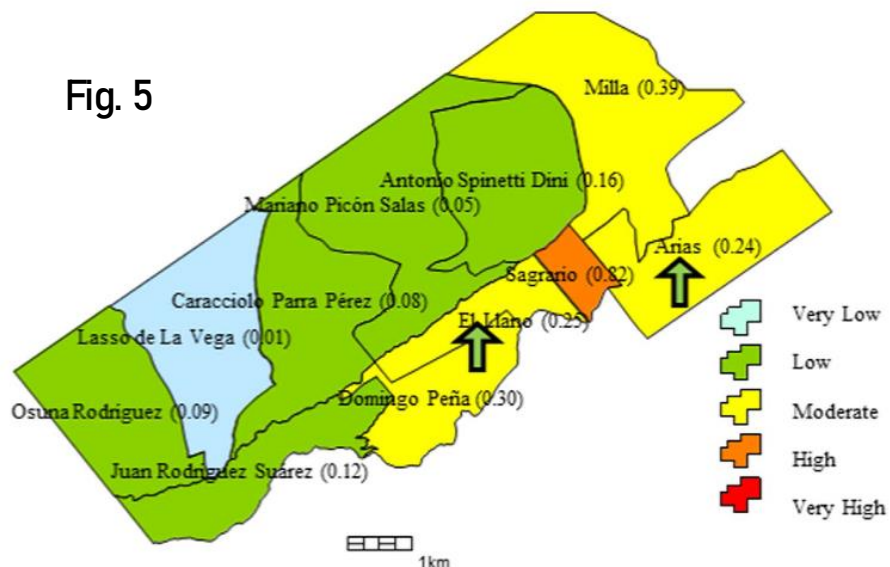 Fig. 5
Milla (0.39)
Antonio Spinetti Dini (0.16)
Mariano Picón Salas (0.05)
Arias (0.24)
Sagrario (0.82)
Caracciolo Parra Pérez (0.08)
El Llano (0.25)
Lasso de La Vega (0.01)
Domingo Peña (0.30)
Osuna Rodriguez (0.09)
Juan Rodriguez Suárez (0.12)
Very Low
Low
Moderate
High
Very High
1km